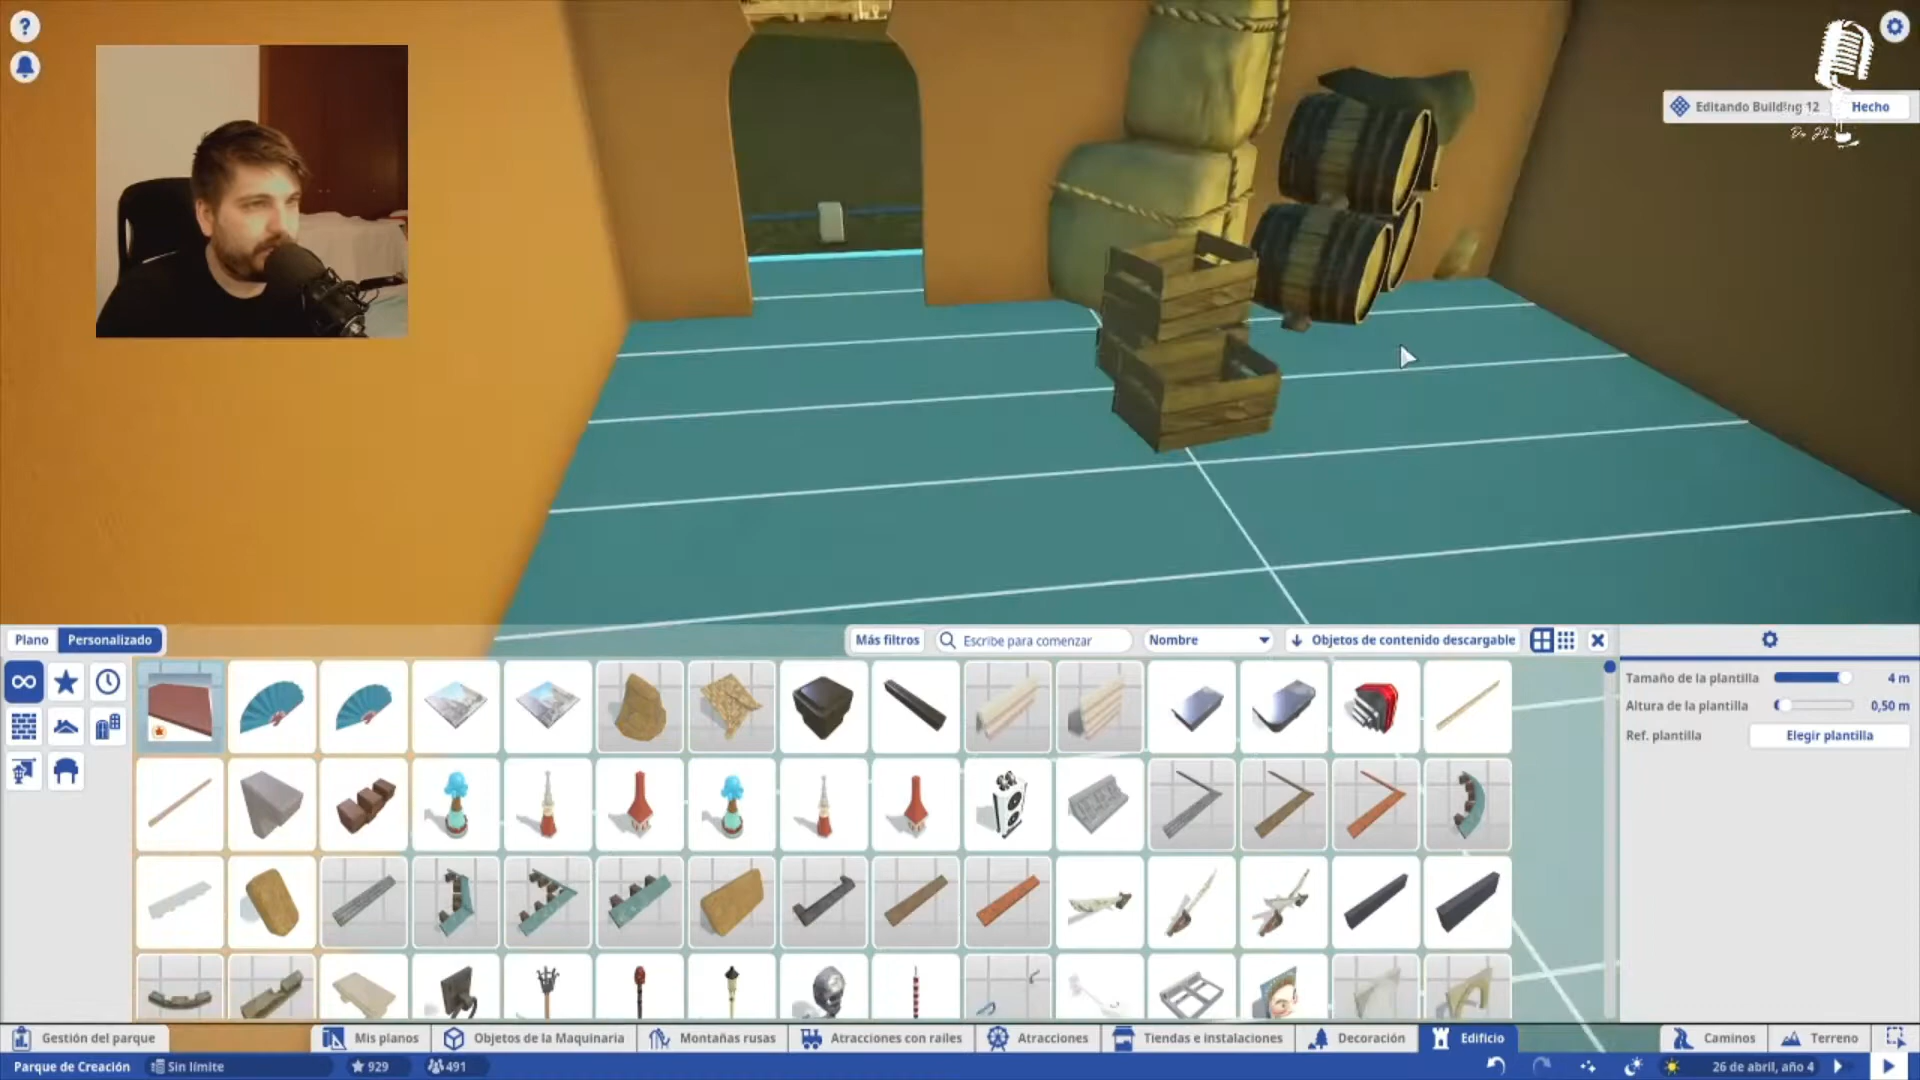 ?
Editando Building 12
Hecho
De JL.
Plano
Personalizado
Más filtros
Escribe para comenzar
Nombre
Objetos de contenido descargable
Tamaño de la plantilla
4 m
Altura de la plantilla
0,50 m
Ref. plantilla
Elegir plantilla
Gestión del parque
Mis planos
Objetos de la Maquinaria
Montañas rusas
Atracciones con raíles
Atracciones
Tiendas e instalaciones
Decoración
Edificio
Caminos
Terreno
Parque de Creación
Sin límite
929
491
26 de abril, año 4